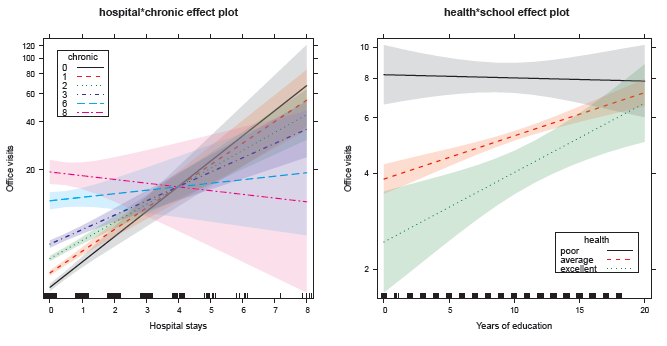 hospital*chronic effect plot
chronic
0
1
2
3
6
8
120
100
80
60
40
20
Office visits
0 1 2 3 4 5 6 7 8
Hospital stays
health*school effect plot
10
8
6
4
2
Office visits
health
poor
average
excellent
0 5 10 15 20
Years of education